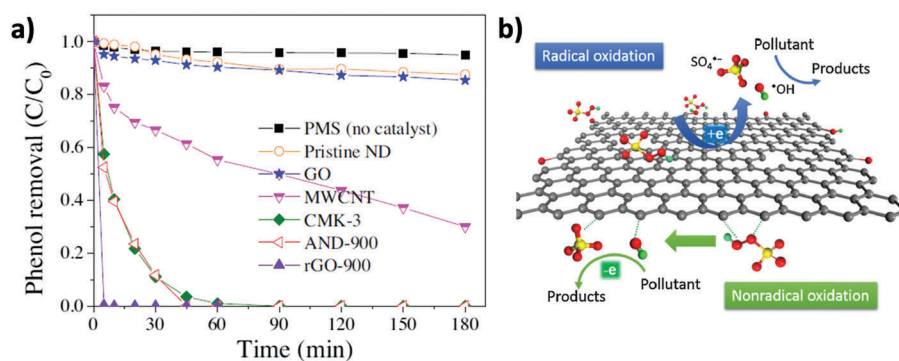 a)
Phenol removal (C/C₀)
1.0
0.8
0.6
0.4
0.2
0.0
PMS (no catalyst)
Pristine ND
GO
MWCNT
CMK-3
AND-900
rGO-900
0 30 60 90 120 150 180
Time (min)
b)
Radical oxidation
SO₄•−
Pollutant
Products
•OH
+e
-e
Products
Pollutant
Nonradical oxidation